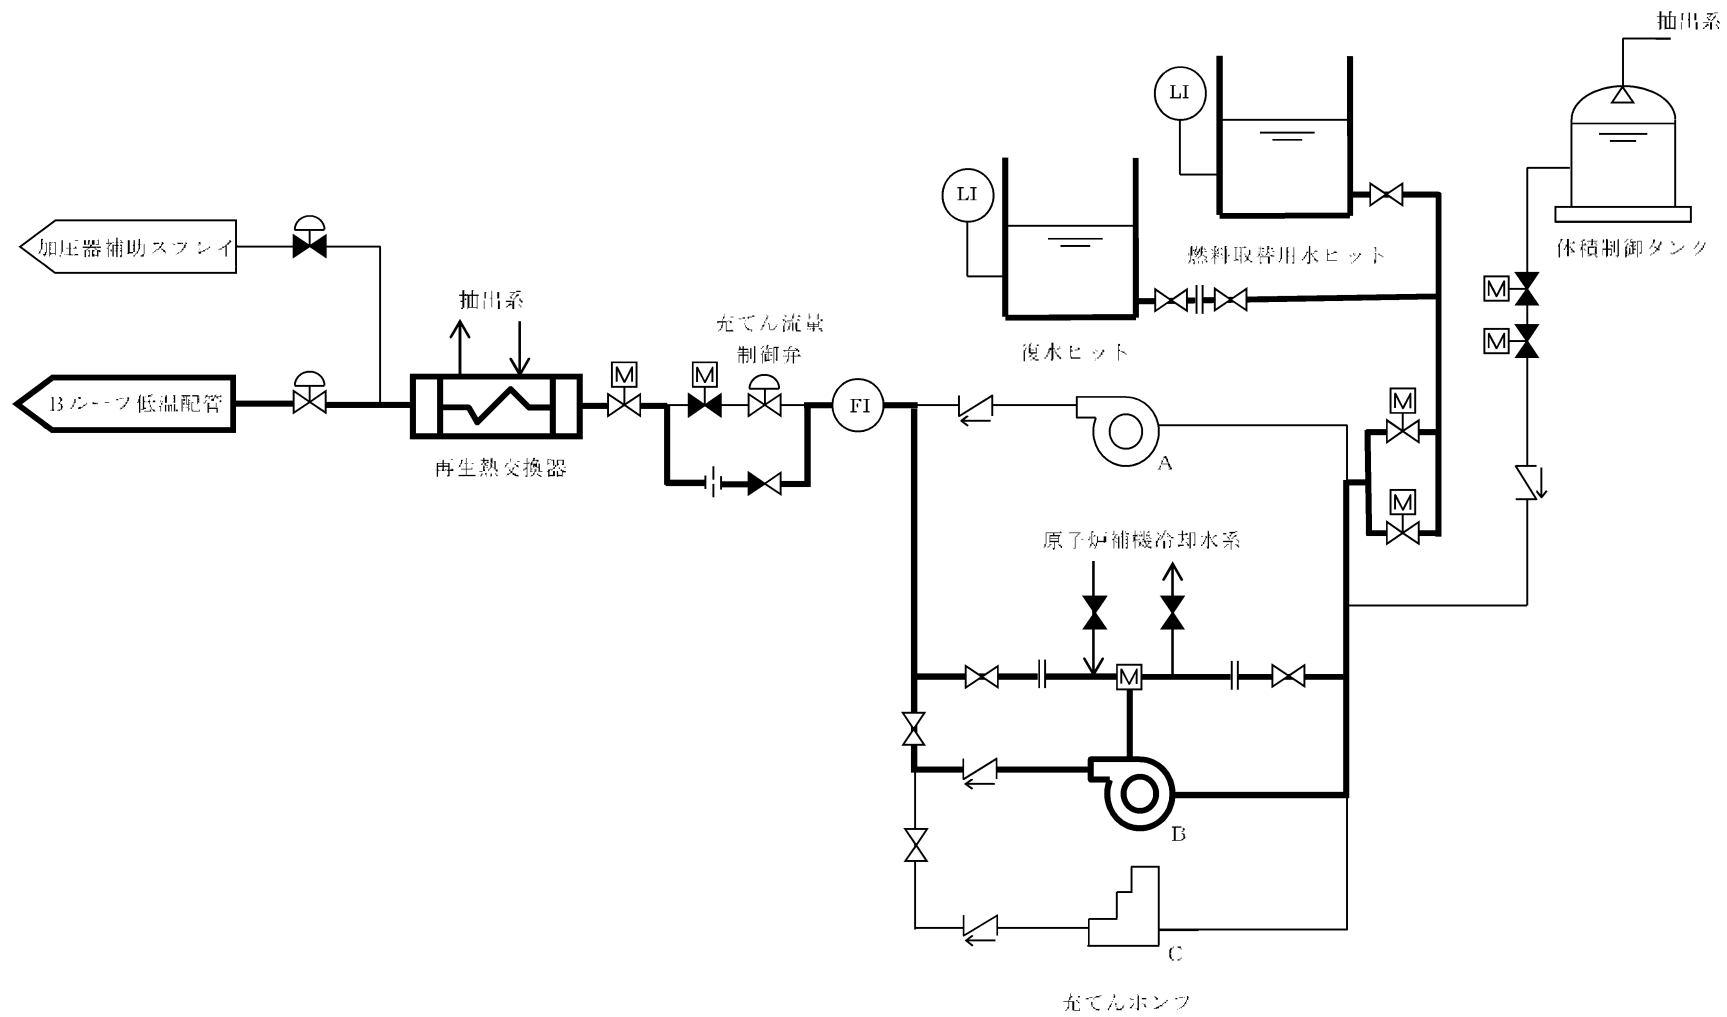 抽出系
LI
LI
加圧器補助スプレイ
燃料取替用水ピット
体積制御タンク
M
抽出系
充てん流量
制御弁
復水ピット
M
M
M
Bループ低温配管
FI
M
再生熱交換器
A
M
原子炉補機冷却水系
M
B
C
充てんポンプ